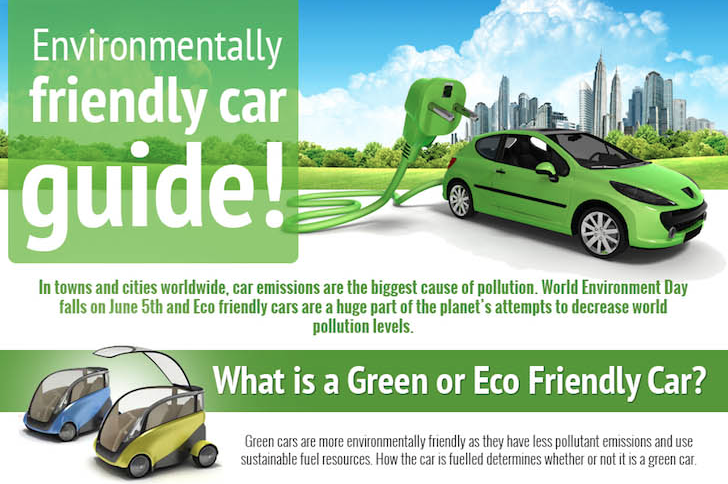 Environmentally
friendly car
guide!
In towns and cities worldwide, car emissions are the biggest cause of pollution. World Environment Day
falls on June 5th and Eco friendly cars are a huge part of the planet's attempts to decrease world
pollution levels.
What is a Green or Eco Friendly Car?
Green cars are more environmentally friendly as they have less pollutant emissions and use
sustainable fuel resources. How the car is fuelled determines whether or not it is a green car.